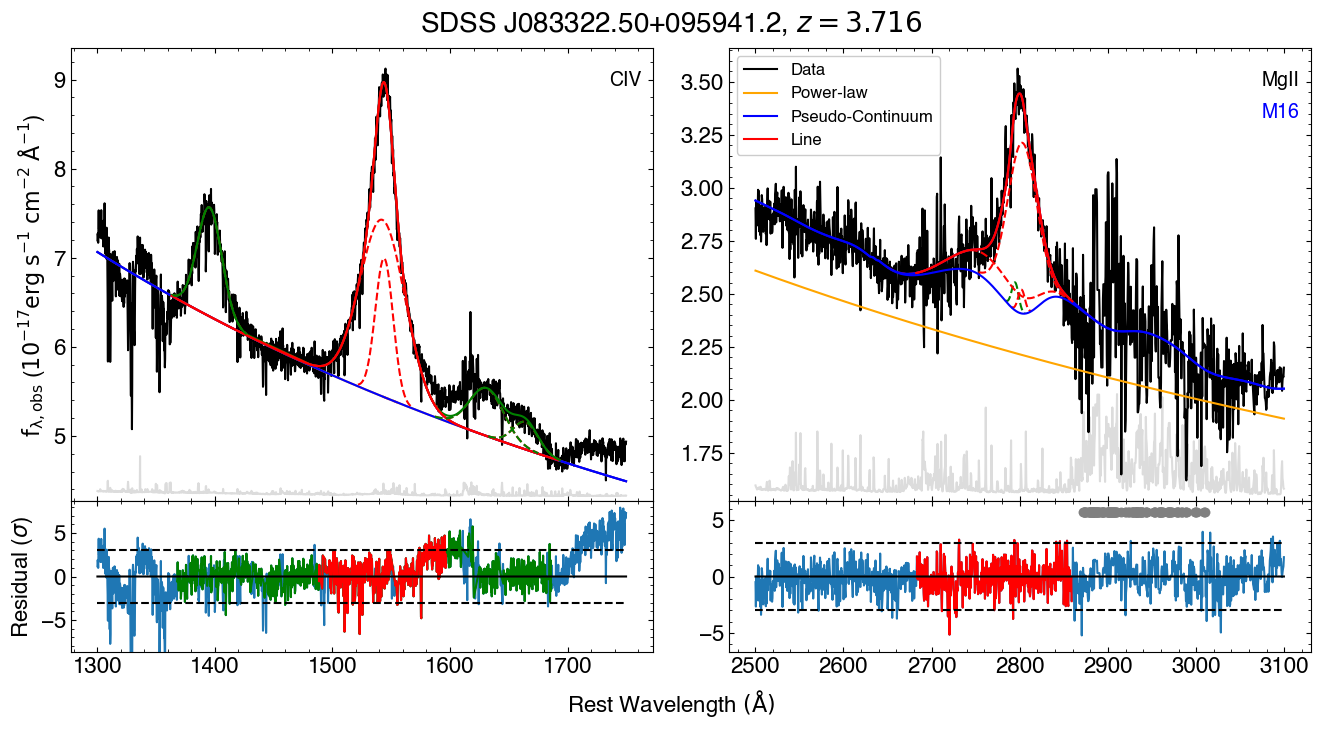 SDSS J083322.50+095941.2, z = 3.716
CIV
9
8
7
6
5
f_λ,obs (10⁻¹⁷erg s⁻¹ cm⁻² Å⁻¹)
Data
Power-law
Pseudo-Continuum
Line
MgII
M16
3.50
3.25
3.00
2.75
2.50
2.25
2.00
1.75
Residual (σ)
5
0
−5
1300 1400 1500 1600 1700
5
0
−5
2500 2600 2700 2800 2900 3000 3100
Rest Wavelength (Å)